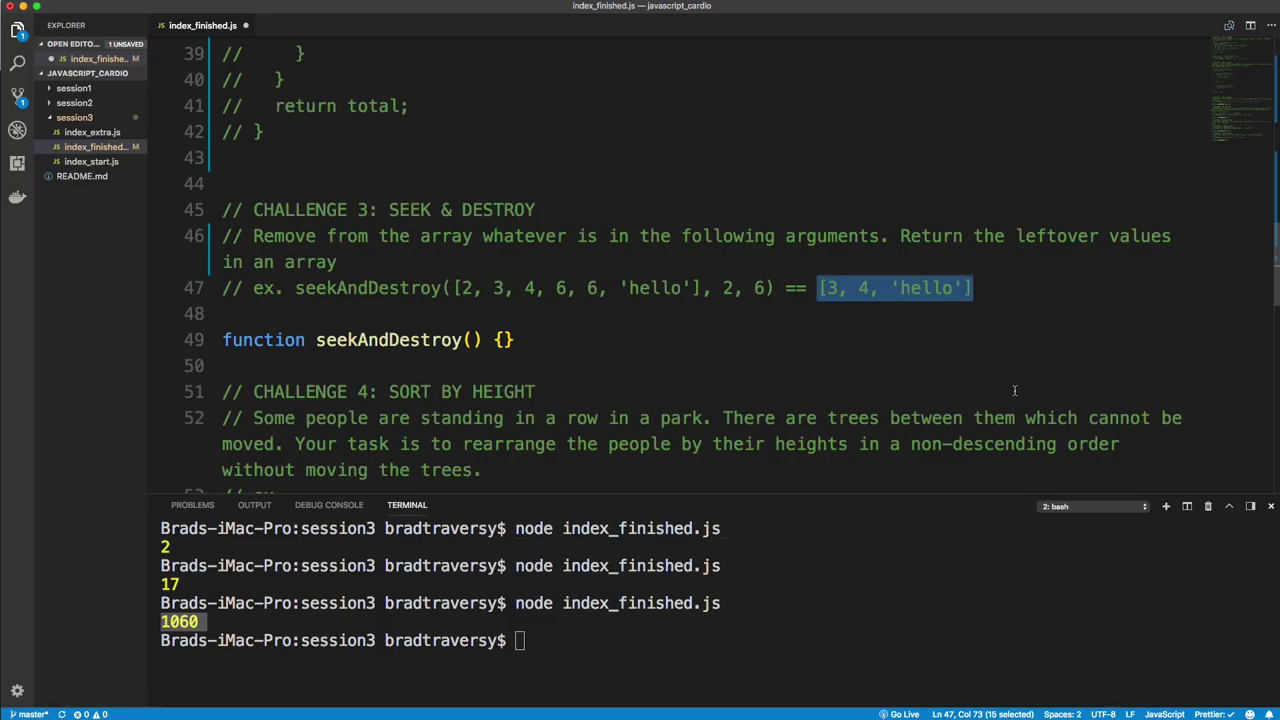 index_finished.js — javascript_cardio
EXPLORER
JS index_finished.js
OPEN EDITO... 1 UNSAVED
JS index_finishe... M
JAVASCRIPT_CARDIO
session1
session2
session3
JS index_extra.js
JS index_finished... M
JS index_start.js
README.md
39 //      }
40 //   }
41 //   return total;
42 // }
43
44
45 // CHALLENGE 3: SEEK & DESTROY
46 // Remove from the array whatever is in the following arguments. Return the leftover values
in an array
47 // ex. seekAndDestroy([2, 3, 4, 6, 6, 'hello'], 2, 6) == [3, 4, 'hello']
48
49 function seekAndDestroy() {}
50
51 // CHALLENGE 4: SORT BY HEIGHT
52 // Some people are standing in a row in a park. There are trees between them which cannot be
moved. Your task is to rearrange the people by their heights in a non-descending order
without moving the trees.
PROBLEMS OUTPUT DEBUG CONSOLE TERMINAL 2: bash
Brads-iMac-Pro:session3 bradtraversy$ node index_finished.js
2
Brads-iMac-Pro:session3 bradtraversy$ node index_finished.js
17
Brads-iMac-Pro:session3 bradtraversy$ node index_finished.js
1060
Brads-iMac-Pro:session3 bradtraversy$
master* 0 0 Go Live Ln 47, Col 73 (15 selected) Spaces: 2 UTF-8 LF JavaScript Prettier: ✓